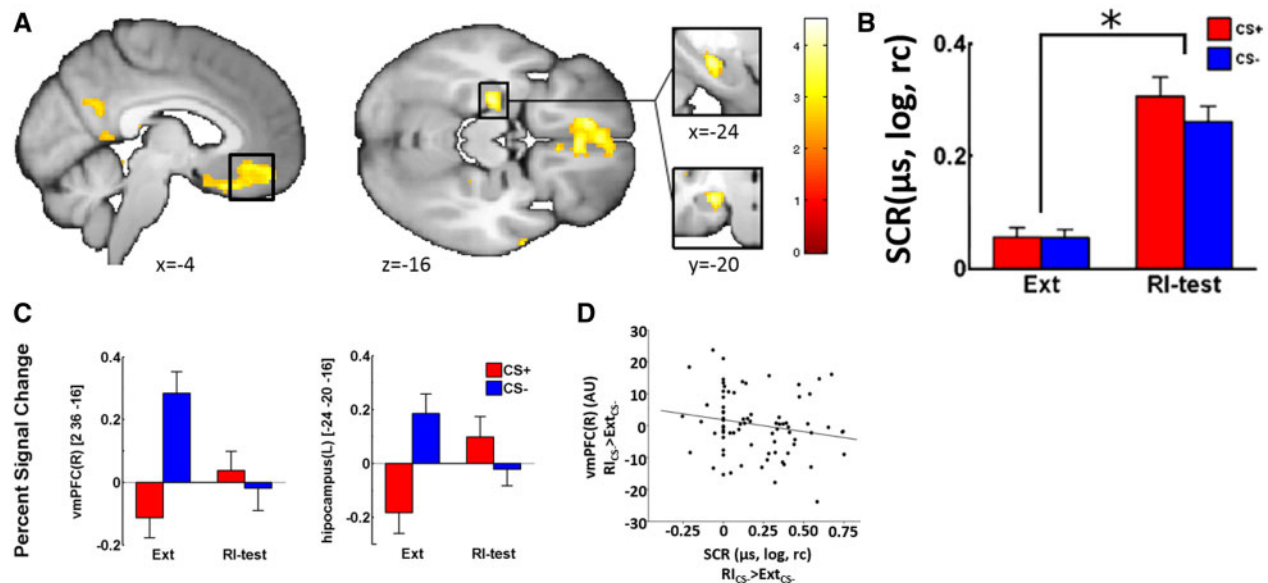 A
x=-4
z=-16
x=-24
y=-20
4
3
2
1
0
B
SCR(μs, log, rc)
0.4
0.2
0
*
CS+
CS-
Ext RI-test
C
Percent Signal Change
vmPFC(R) [2 36 -16]
0.4
0.2
0
-0.2
Ext RI-test
hipocampus(L) [-24 -20 -16]
0.4
0.2
0
-0.2
CS+
CS-
Ext RI-test
D
vmPFC(R) (AU)
RICS->ExtCS-
30
20
10
0
-10
-20
-30
-0.25 0 0.25 0.50 0.75
SCR (μs, log, rc)
RICS->ExtCS-